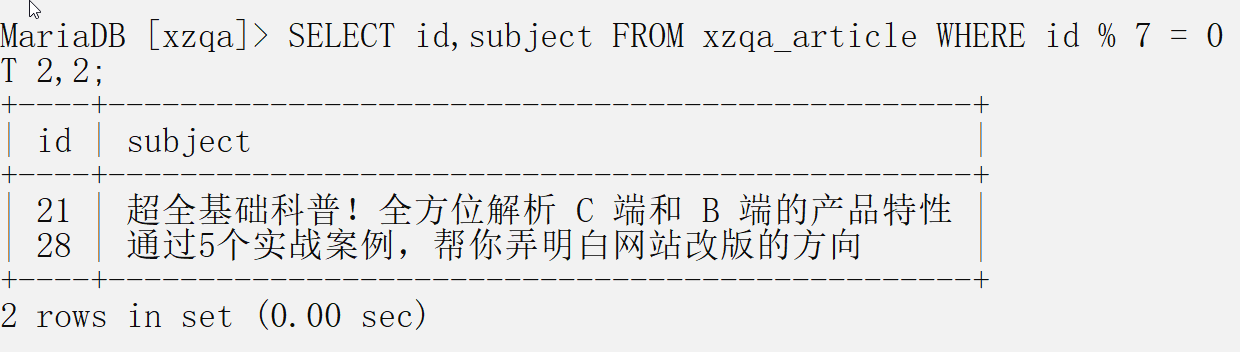 MariaDB [xzqa]> SELECT id,subject FROM xzqa_article WHERE id % 7 = 0
T 2,2;
+----+------------------------------------------------+
| id | subject                                        |
+----+------------------------------------------------+
| 21 | 超全基础科普！全方位解析 C 端和 B 端的产品特性 |
| 28 | 通过5个实战案例，帮你弄明白网站改版的方向      |
+----+------------------------------------------------+
2 rows in set (0.00 sec)